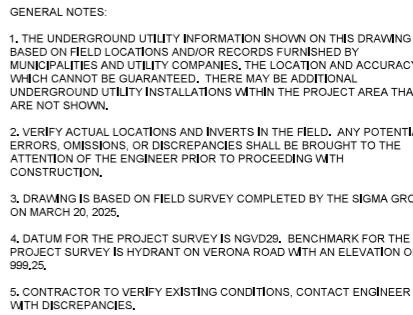 GENERAL NOTES:
1. THE UNDERGROUND UTILITY INFORMATION SHOWN ON THIS DRAWING
BASED ON FIELD LOCATIONS AND/OR RECORDS FURNISHED BY
MUNICIPALITIES AND UTILITY COMPANIES. THE LOCATION AND ACCURACY
WHICH CANNOT BE GUARANTEED. THERE MAY BE ADDITIONAL
UNDERGROUND UTILITY INSTALLATIONS WITHIN THE PROJECT AREA THA
ARE NOT SHOWN.
2. VERIFY ACTUAL LOCATIONS AND INVERTS IN THE FIELD. ANY POTENTIA
ERRORS, OMISSIONS, OR DISCREPANCIES SHALL BE BROUGHT TO THE
ATTENTION OF THE ENGINEER PRIOR TO PROCEEDING WITH
CONSTRUCTION.
3. DRAWING IS BASED ON FIELD SURVEY COMPLETED BY THE SIGMA GRO
ON MARCH 20, 2025.
4. DATUM FOR THE PROJECT SURVEY IS NGVD29. BENCHMARK FOR THE
PROJECT SURVEY IS HYDRANT ON VERONA ROAD WITH AN ELEVATION O
999.25.
5. CONTRACTOR TO VERIFY EXISTING CONDITIONS, CONTACT ENGINEER
WITH DISCREPANCIES.